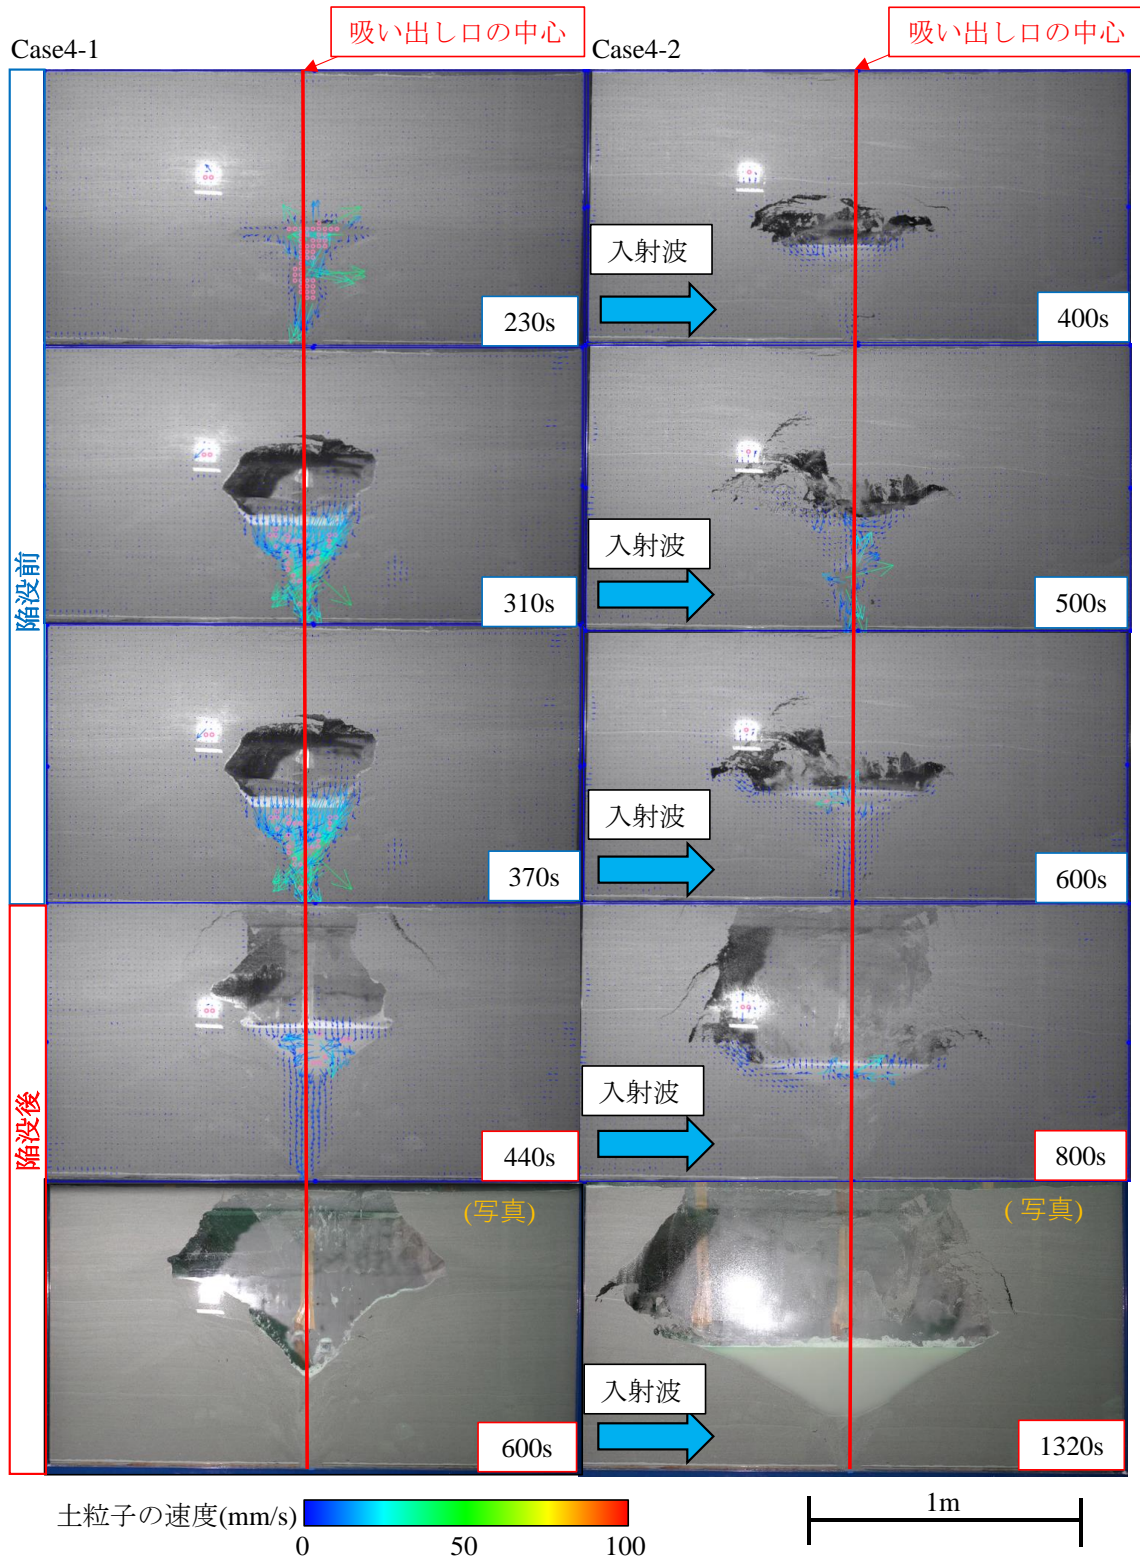 吸い出し口の中心
吸い出し口の中心
Case4-1
Case4-2
陥没前
230s
入射波
400s
310s
入射波
500s
370s
入射波
600s
陥没後
440s
入射波
800s
(写真)
600s
(写真)
入射波
1320s
土粒子の速度(mm/s)
0
50
100
1m